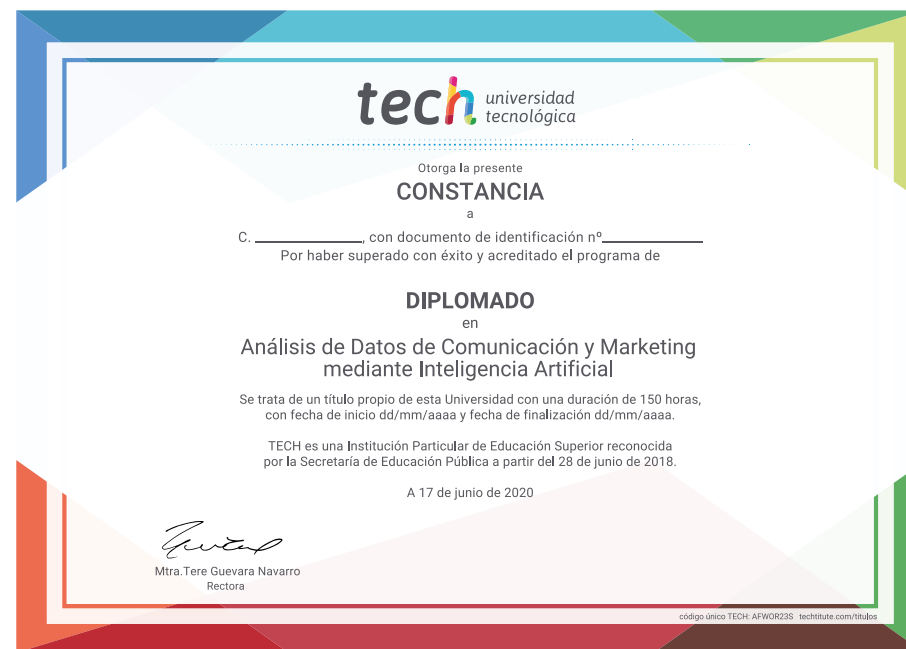 tech universidad
tecnológica
Otorga la presente
CONSTANCIA
a
C. ____________, con documento de identificación nº____________
Por haber superado con éxito y acreditado el programa de
DIPLOMADO
en
Análisis de Datos de Comunicación y Marketing
mediante Inteligencia Artificial
Se trata de un título propio de esta Universidad con una duración de 150 horas,
con fecha de inicio dd/mm/aaaa y fecha de finalización dd/mm/aaaa.
TECH es una Institución Particular de Educación Superior reconocida
por la Secretaría de Educación Pública a partir del 28 de junio de 2018.
A 17 de junio de 2020
Mtra.Tere Guevara Navarro
Rectora
código único TECH: AFWOR23S techtitute.com/titulos